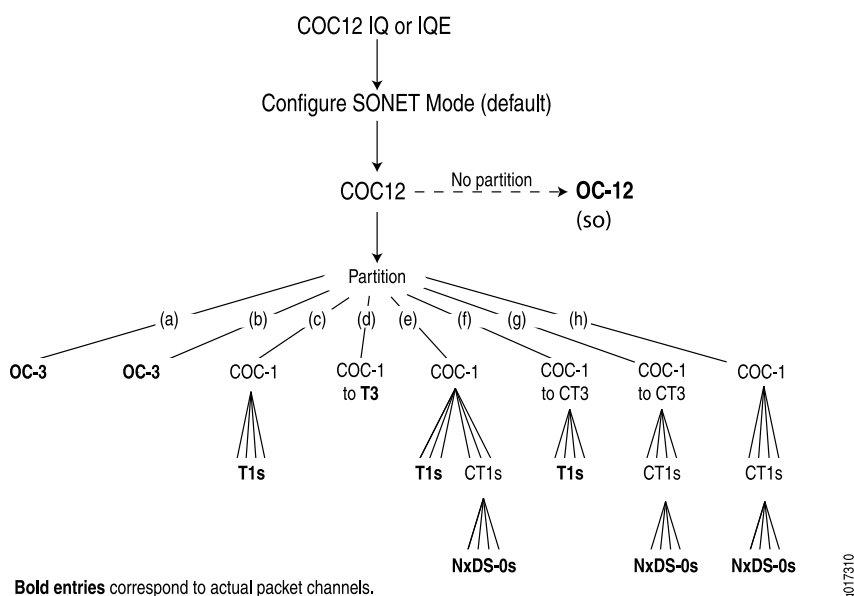 COC12 IQ or IQE
Configure SONET Mode (default)
COC12
No partition
OC-12
(so)
Partition
(a) (b) (c) (d) (e) (f) (g) (h)
OC-3 OC-3 COC-1 COC-1 COC-1 COC-1 COC-1 COC-1
to T3 to CT3 to CT3
T1s T1s CT1s T1s CT1s CT1s
NxDS-0s NxDS-0s NxDS-0s
Bold entries correspond to actual packet channels.
g017310